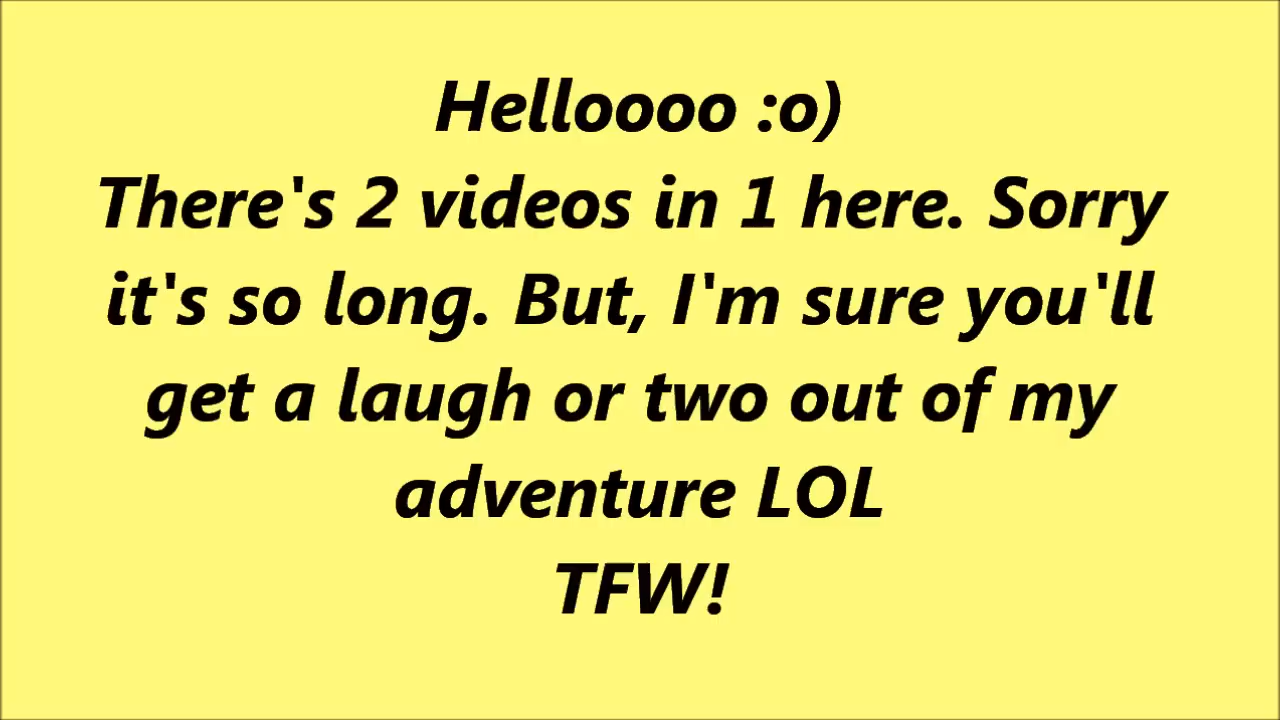 Helloooo :o)
There's 2 videos in 1 here. Sorry
it's so long. But, I'm sure you'll
get a laugh or two out of my
adventure LOL
TFW!